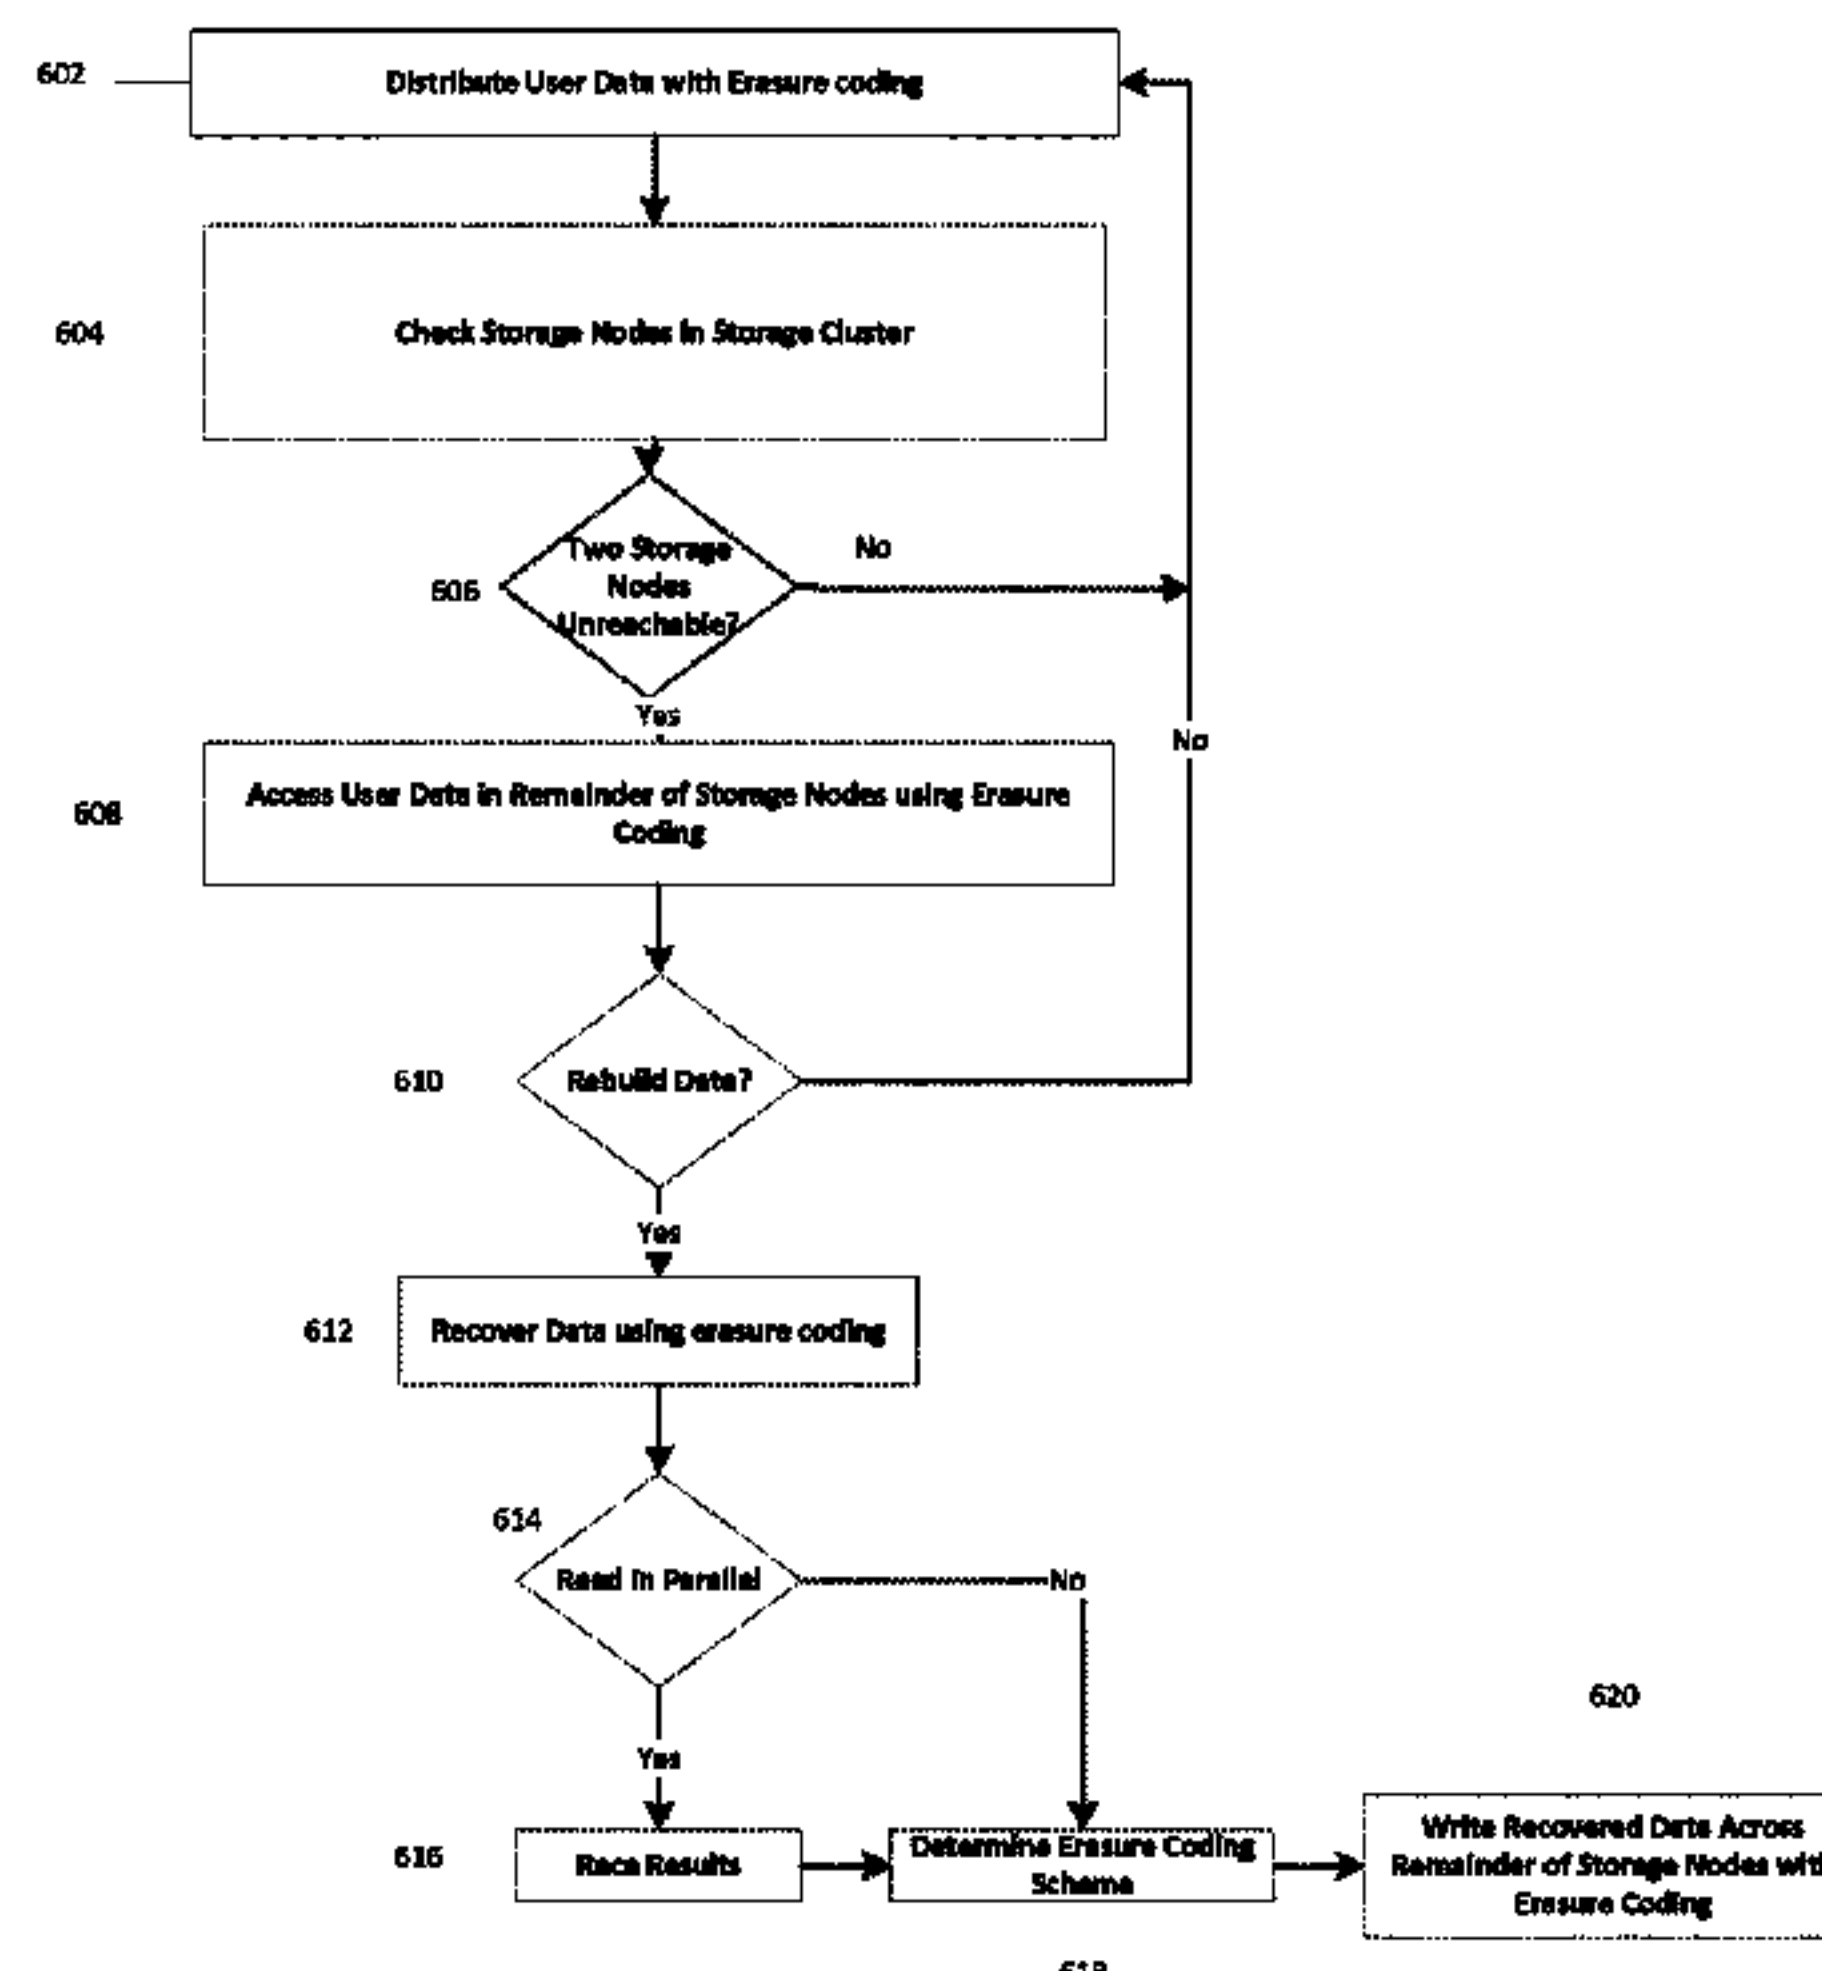 602
Distribute User Data with Erasure coding
604
Check Storage Nodes in Storage Cluster
606
Two Storage
Nodes
Unreachable?
No
Yes
No
608
Access User Data in Remainder of Storage Nodes using Erasure
Coding
610
Rebuild Data?
Yes
612
Recover Data using erasure coding
614
Read in Parallel
No
Yes
620
616
Race Results
Determine Erasure Coding
Scheme
Write Recovered Data Across
Remainder of Storage Nodes with
Erasure Coding
618